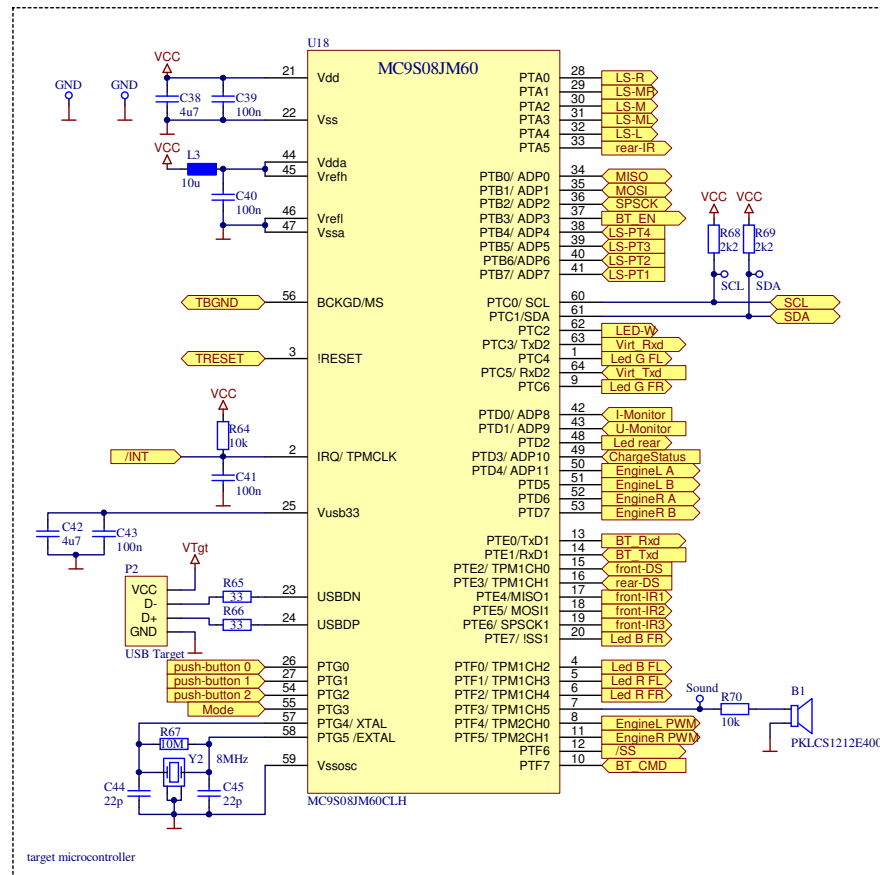 U18
MC9S08JM60
VCC
GND
GND
C38
4u7
C39
100n
21
Vdd
22
Vss
VCC
L3
10u
C40
100n
44
Vdda
45
Vrefh
46
Vrefl
47
Vssa
TBGND
56
BCKGD/MS
TRESET
3
!RESET
VCC
R64
10k
/INT
2
IRQ/ TPMCLK
C41
100n
25
Vusb33
C42
4u7
C43
100n
VTgt
P2
VCC
D-
D+
GND
USB Target
R65
33
23
USBDN
R66
33
24
USBDP
push-button 0
26
PTG0
push-button 1
27
PTG1
push-button 2
54
PTG2
Mode
55
PTG3
57
PTG4/ XTAL
58
PTG5 /EXTAL
R67
10M
Y2
8MHz
59
Vssosc
C44
22p
C45
22p
PTA0 28 LS-R
PTA1 29 LS-MR
PTA2 30 LS-M
PTA3 31 LS-ML
PTA4 32 LS-L
PTA5 33 rear-IR
PTB0/ ADP0 34 MISO
PTB1/ ADP1 35 MOSI
PTB2/ ADP2 36 SPSCK
PTB3/ ADP3 37 BT_EN
PTB4/ ADP4 38 LS-PT4
PTB5/ ADP5 39 LS-PT3
PTB6/ADP6 40 LS-PT2
PTB7/ ADP7 41 LS-PT1
VCC
VCC
R68
2k2
R69
2k2
SCL
SDA
PTC0/ SCL 60 SCL
PTC1/SDA 61 SDA
PTC2 62 LED-W
PTC3/ TxD2 63 Virt_Rxd
PTC4 1 Led G FL
PTC5/ RxD2 64 Virt_Txd
PTC6 9 Led G FR
PTD0/ ADP8 42 I-Monitor
PTD1/ ADP9 43 U-Monitor
PTD2 48 Led rear
PTD3/ ADP10 49 ChargeStatus
PTD4/ ADP11 50 EngineL A
PTD5 51 EngineL B
PTD6 52 EngineR A
PTD7 53 EngineR B
PTE0/TxD1 13 BT_Rxd
PTE1/RxD1 14 BT_Txd
PTE2/ TPM1CH0 15 front-DS
PTE3/ TPM1CH1 16 rear-DS
PTE4/MISO1 17 front-IR1
PTE5/ MOSI1 18 front-IR2
PTE6/ SPSCK1 19 front-IR3
PTE7/ !SS1 20 Led B FR
PTF0/ TPM1CH2 4 Led B FL
PTF1/ TPM1CH3 5 Led R FL
PTF2/ TPM1CH4 6 Led R FR
PTF3/ TPM1CH5 7
PTF4/ TPM2CH0 8 EngineL PWM
PTF5/ TPM2CH1 11 EngineR PWM
PTF6 12 /SS
PTF7 10 BT_CMD
Sound
R70
10k
B1
PKLCS1212E400
MC9S08JM60CLH
target microcontroller